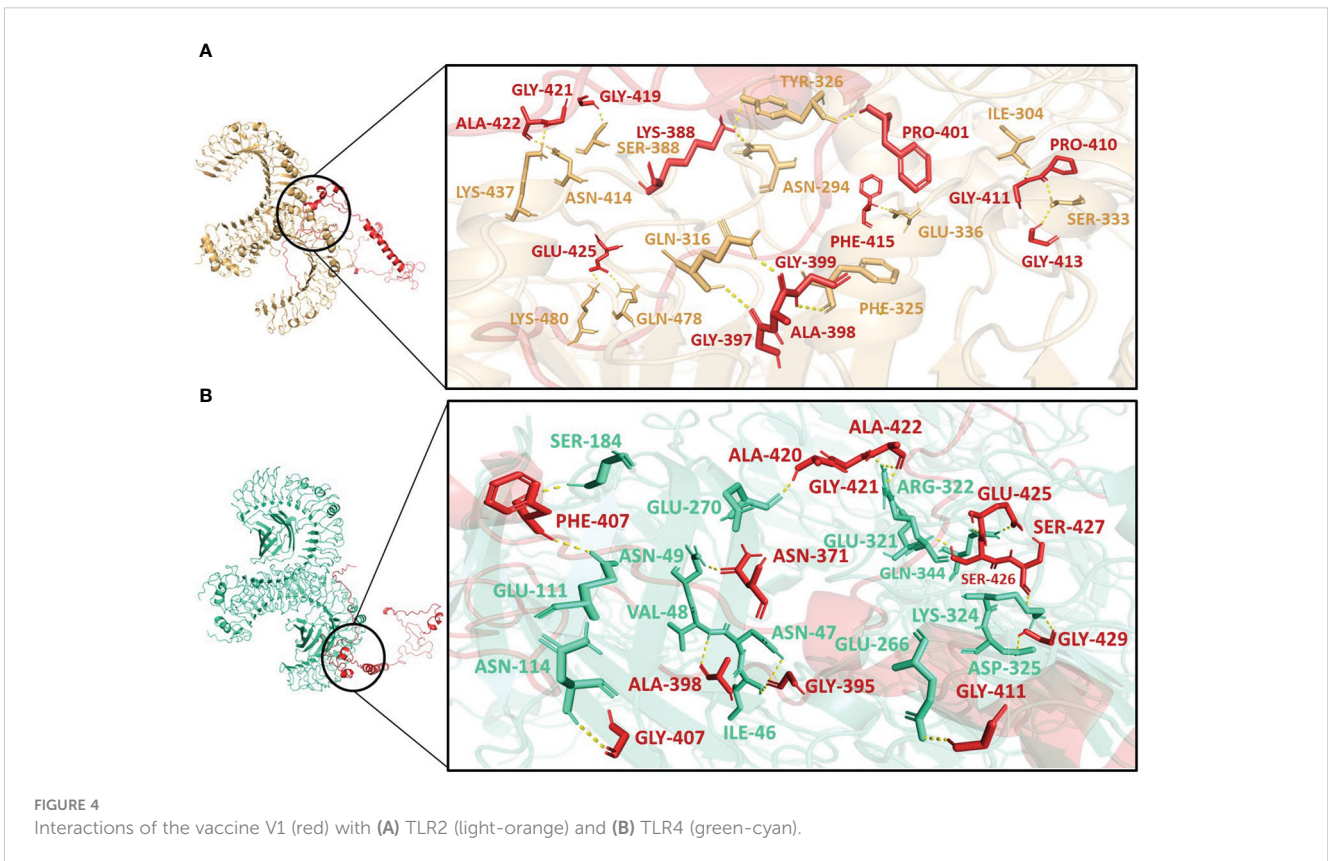 A
GLY-421
GLY-419
TYR-326
ILE-304
ALA-422
LYS-388
PRO-401
PRO-410
SER-388
LYS-437
ASN-414
ASN-294
GLY-411
SER-333
GLU-425
GLN-316
PHE-415
GLU-336
GLY-399
GLY-413
LYS-480
GLN-478
GLY-397
ALA-398
PHE-325
B
SER-184
ALA-422
ALA-420
GLY-421
ARG-322
GLU-270
GLU-425
PHE-407
SER-427
ASN-49
ASN-371
GLU-321
GLN-344
SER-426
GLU-111
VAL-48
LYS-324
ASN-47
GLU-266
GLY-429
ASN-114
ALA-398
GLY-395
ASP-325
GLY-411
GLY-407
ILE-46
FIGURE 4
Interactions of the vaccine V1 (red) with (A) TLR2 (light-orange) and (B) TLR4 (green-cyan).